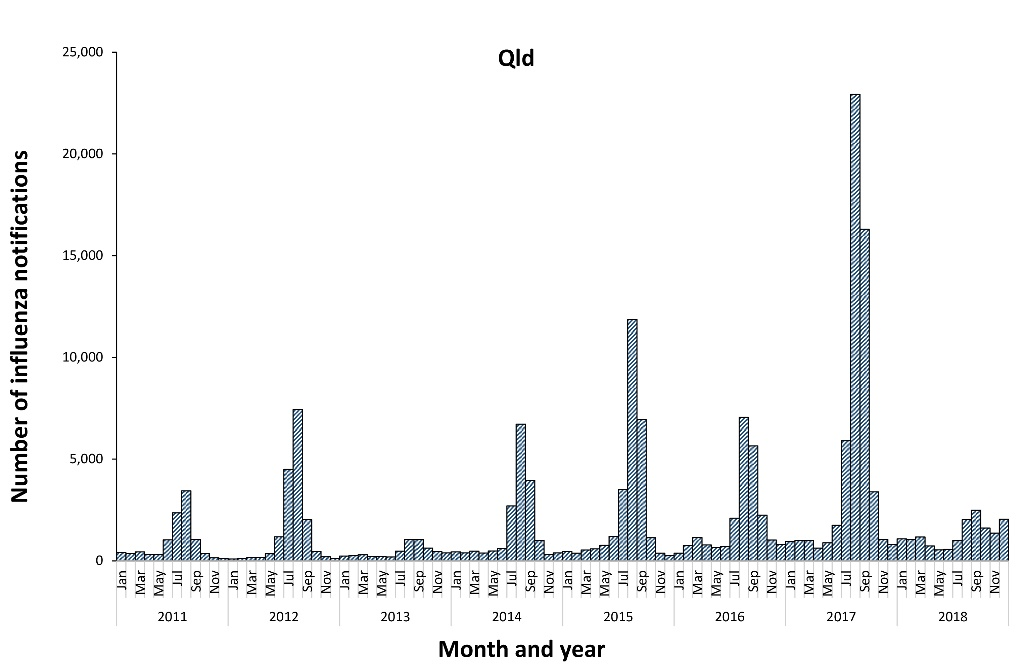 Qld
Number of influenza notifications
25,000
20,000
15,000
10,000
5,000
0
Jan Mar May Jul Sep Nov Jan Mar May Jul Sep Nov Jan Mar May Jul Sep Nov Jan Mar May Jul Sep Nov Jan Mar May Jul Sep Nov Jan Mar May Jul Sep Nov Jan Mar May Jul Sep Nov Jan Mar May Jul Sep Nov
2011 2012 2013 2014 2015 2016 2017 2018
Month and year